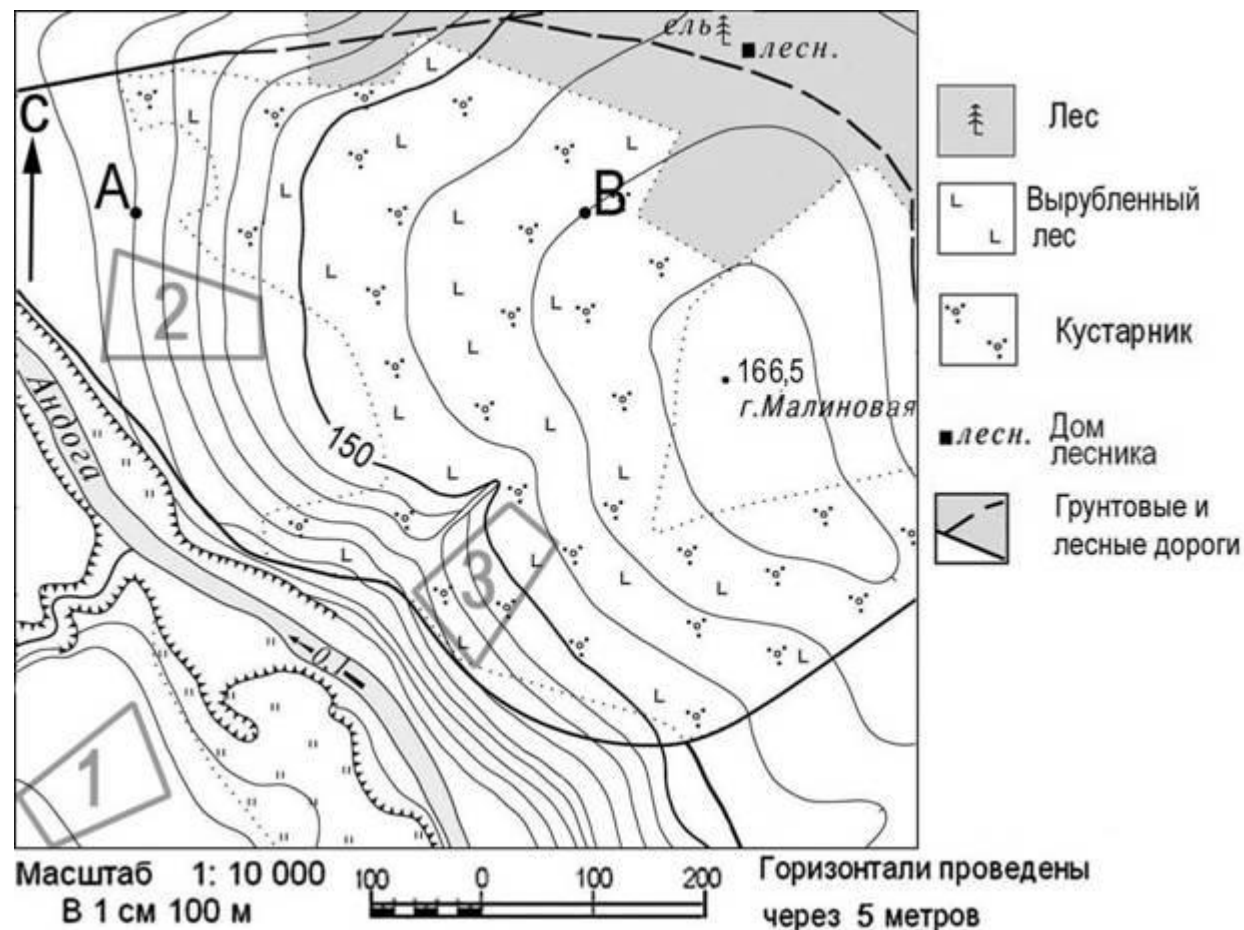 ель
лесн.
С
А
В
2
Андога
166,5
г.Малиновая
150
3
0,1
1
Лес
Вырубленный
лес
Кустарник
лесн. Дом
лесника
Грунтовые и
лесные дороги
Масштаб 1: 10 000
В 1 см 100 м
100 0 100 200
Горизонтали проведены
через 5 метров